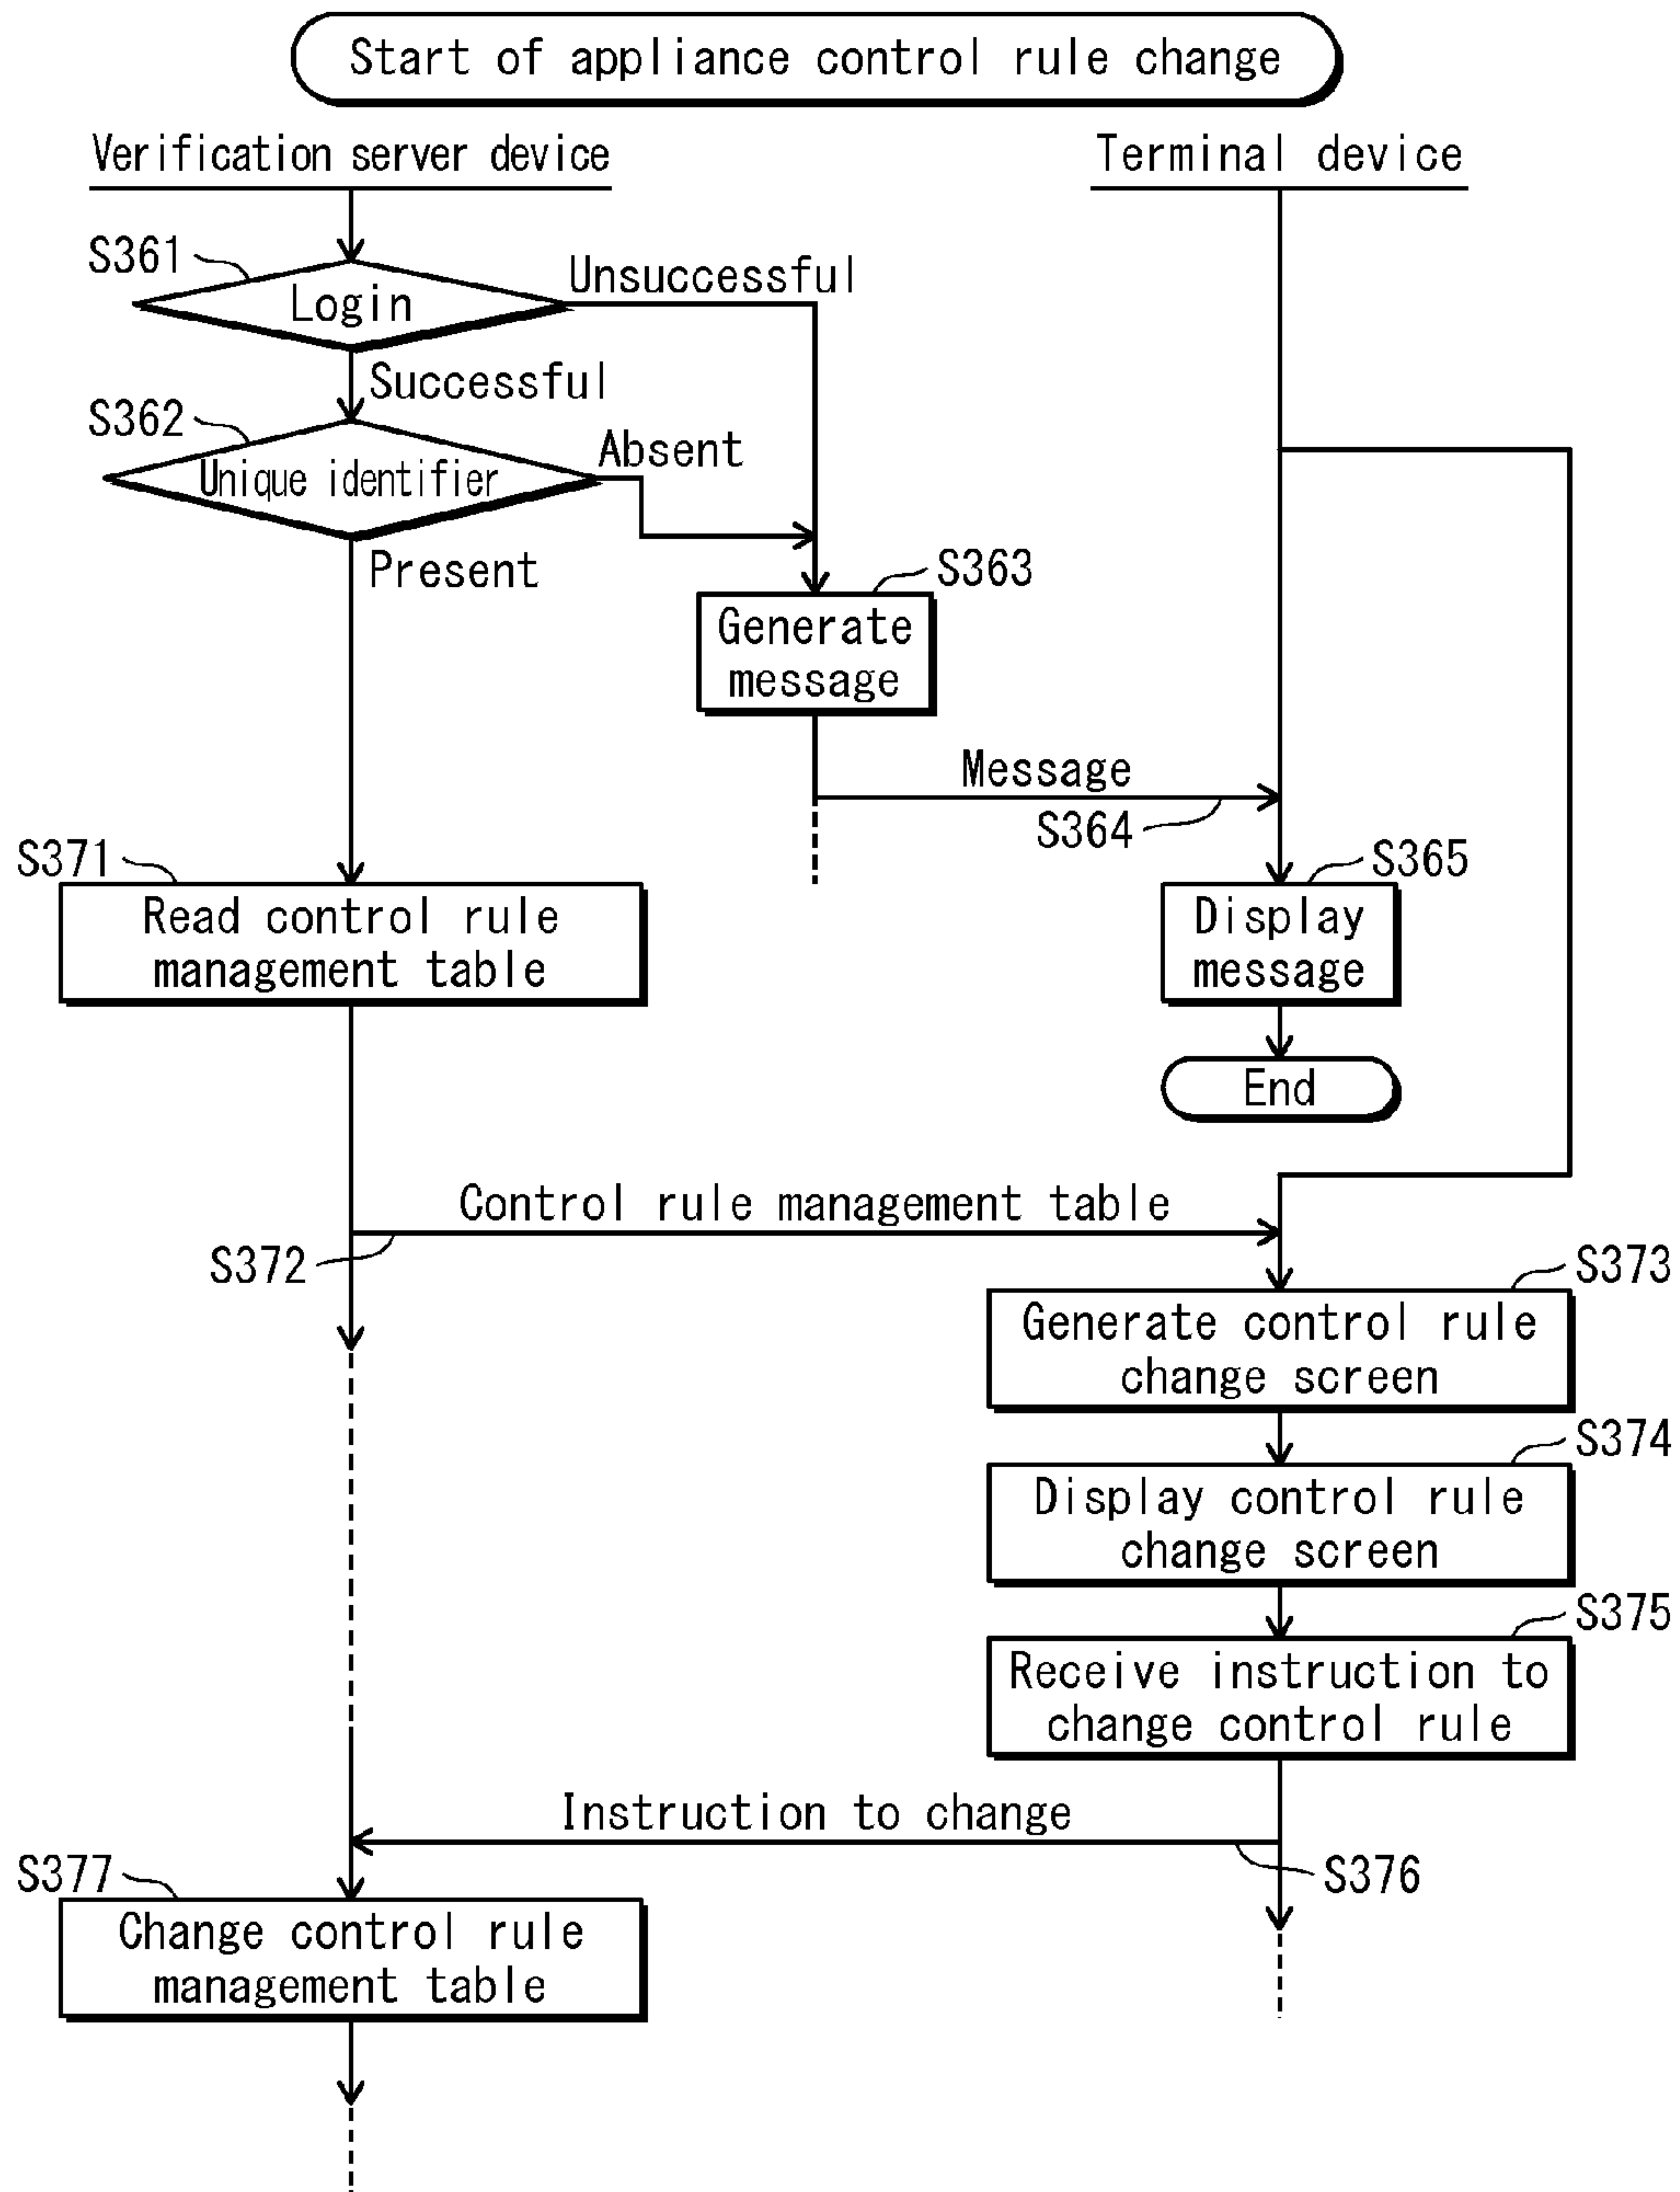 Start of appliance control rule change
Verification server device
Terminal device
S361
Login
Unsuccessful
Successful
S362
Unique identifier
Absent
Present
S363
Generate
message
Message
S364
S371
Read control rule
management table
S365
Display
message
End
Control rule management table
S372
S373
Generate control rule
change screen
S374
Display control rule
change screen
S375
Receive instruction to
change control rule
Instruction to change
S376
S377
Change control rule
management table